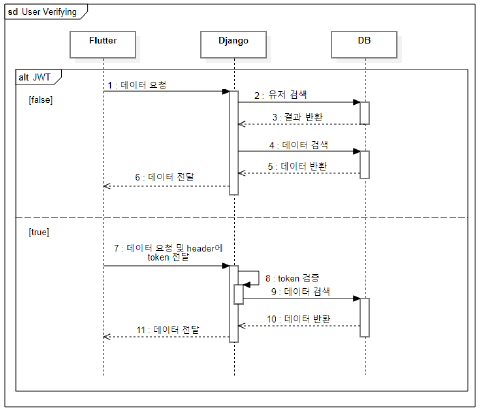 sd User Verifying
Flutter
Django
DB
alt JWT
[false]
1 : 데이터 요청
2 : 유저 검색
3 : 결과 반환
4 : 데이터 검색
5 : 데이터 반환
6 : 데이터 전달
[true]
7 : 데이터 요청 및 header에
token 전달
8 : token 검증
9 : 데이터 검색
10 : 데이터 반환
11 : 데이터 전달